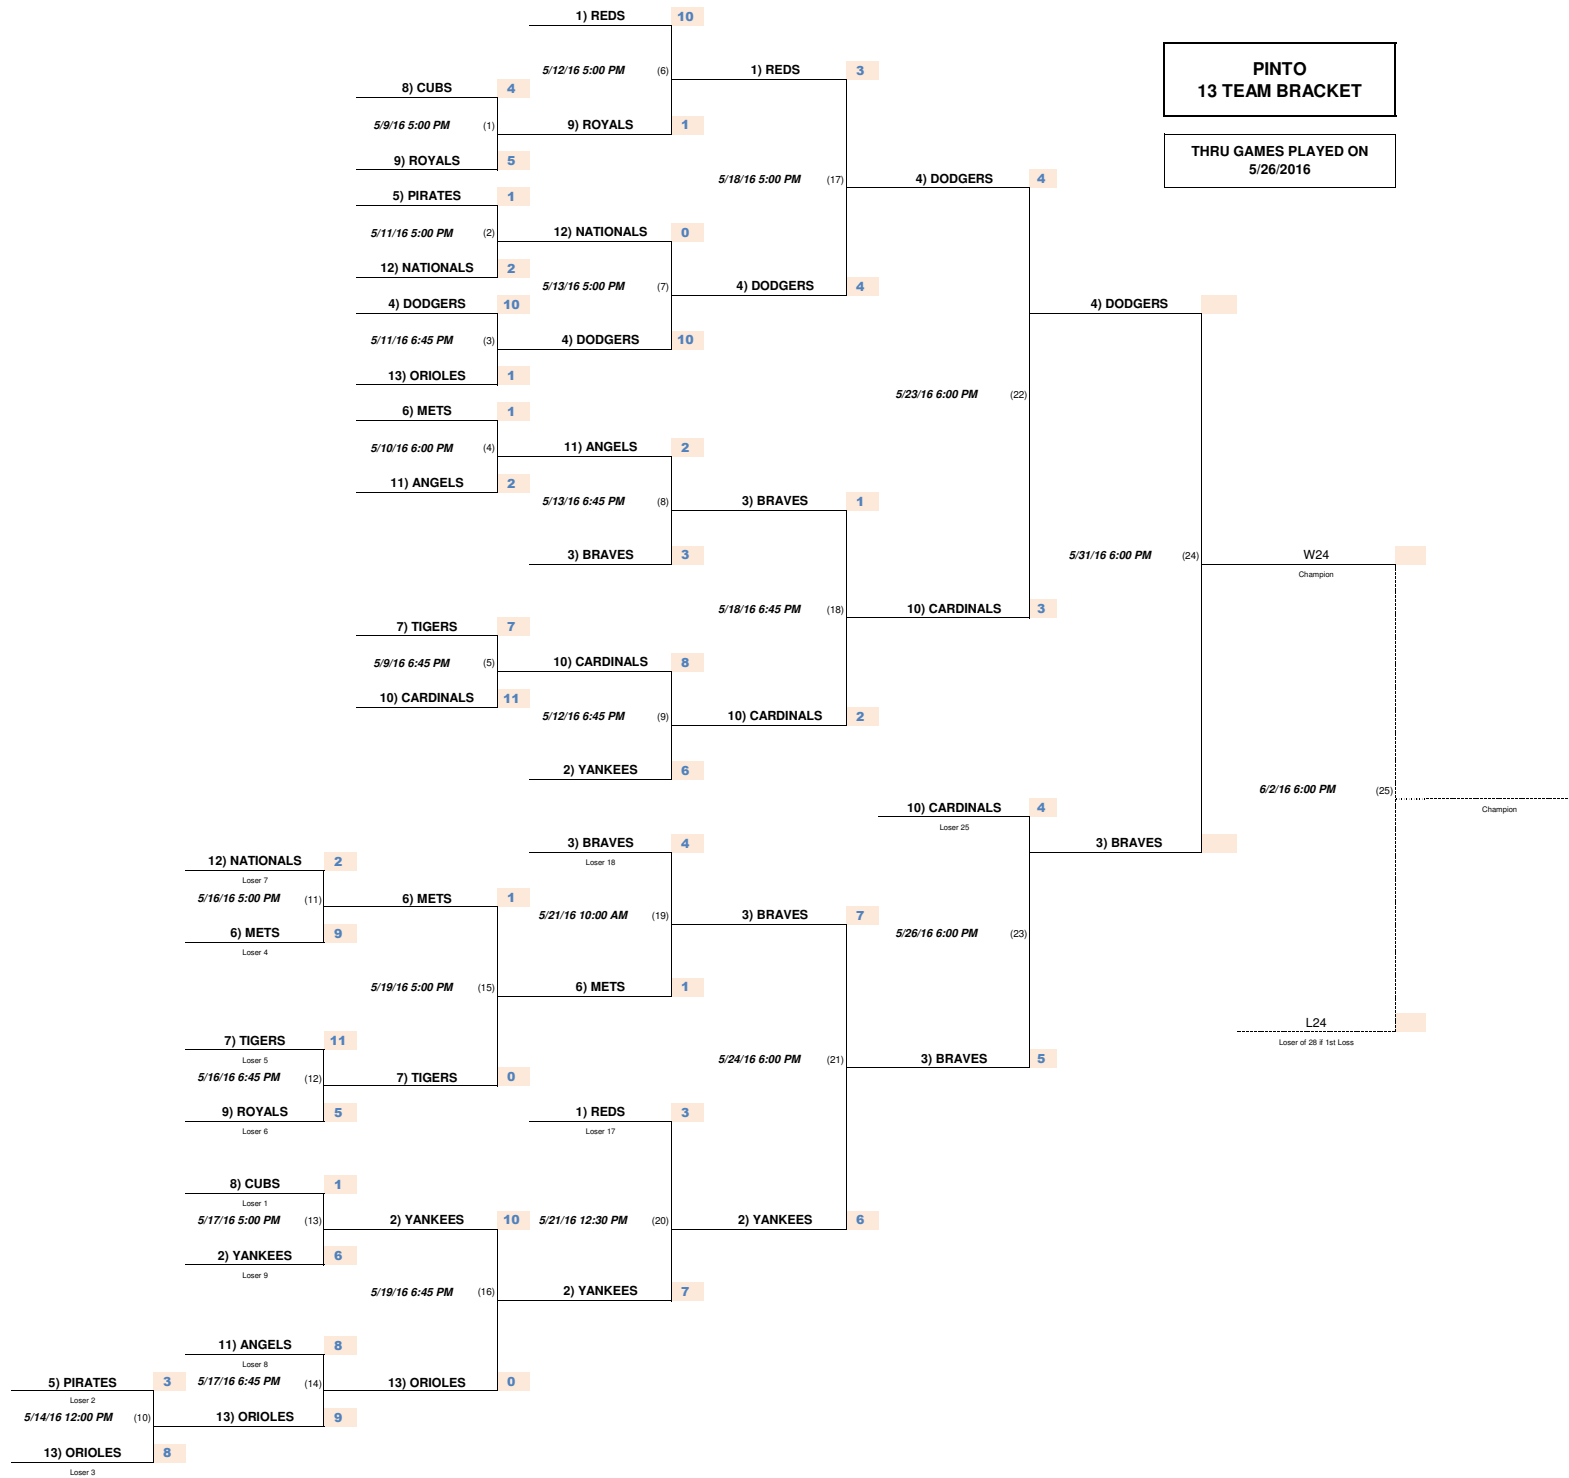 1) REDS 10
PINTO
13 TEAM BRACKET
5/12/16 5:00 PM (6) 1) REDS 3
8) CUBS 4
5/9/16 5:00 PM (1) 9) ROYALS 1
THRU GAMES PLAYED ON
5/26/2016
9) ROYALS 5
5/18/16 5:00 PM (17) 4) DODGERS 4
5) PIRATES 1
5/11/16 5:00 PM (2) 12) NATIONALS 0
12) NATIONALS 2
5/13/16 5:00 PM (7) 4) DODGERS 4
4) DODGERS 10
4) DODGERS
5/11/16 6:45 PM (3) 4) DODGERS 10
13) ORIOLES 1
5/23/16 6:00 PM (22)
6) METS 1
5/10/16 6:00 PM (4) 11) ANGELS 2
11) ANGELS 2
5/13/16 6:45 PM (8) 3) BRAVES 1
3) BRAVES 3
5/31/16 6:00 PM (24) W24
Champion
5/18/16 6:45 PM (18) 10) CARDINALS 3
7) TIGERS 7
5/9/16 6:45 PM (5) 10) CARDINALS 8
10) CARDINALS 11
5/12/16 6:45 PM (9) 10) CARDINALS 2
2) YANKEES 6
6/2/16 6:00 PM (25)
Champion
10) CARDINALS 4
Loser 25
3) BRAVES 4
3) BRAVES
Loser 18
12) NATIONALS 2
Loser 7
5/16/16 5:00 PM (11) 6) METS 1
5/21/16 10:00 AM (19) 3) BRAVES 7
6) METS 9
5/26/16 6:00 PM (23)
Loser 4
5/19/16 5:00 PM (15) 6) METS 1
L24
Loser of 28 if 1st Loss
7) TIGERS 11
Loser 5
5/24/16 6:00 PM (21) 3) BRAVES 5
5/16/16 6:45 PM (12) 7) TIGERS 0
9) ROYALS 5
Loser 6
1) REDS 3
Loser 17
8) CUBS 1
Loser 1
5/17/16 5:00 PM (13) 2) YANKEES 10
5/21/16 12:30 PM (20) 2) YANKEES 6
2) YANKEES 6
Loser 9
5/19/16 6:45 PM (16) 2) YANKEES 7
11) ANGELS 8
Loser 8
5/17/16 6:45 PM (14) 13) ORIOLES 0
5) PIRATES 3
Loser 2
5/14/16 12:00 PM (10) 13) ORIOLES 9
13) ORIOLES 8
Loser 3